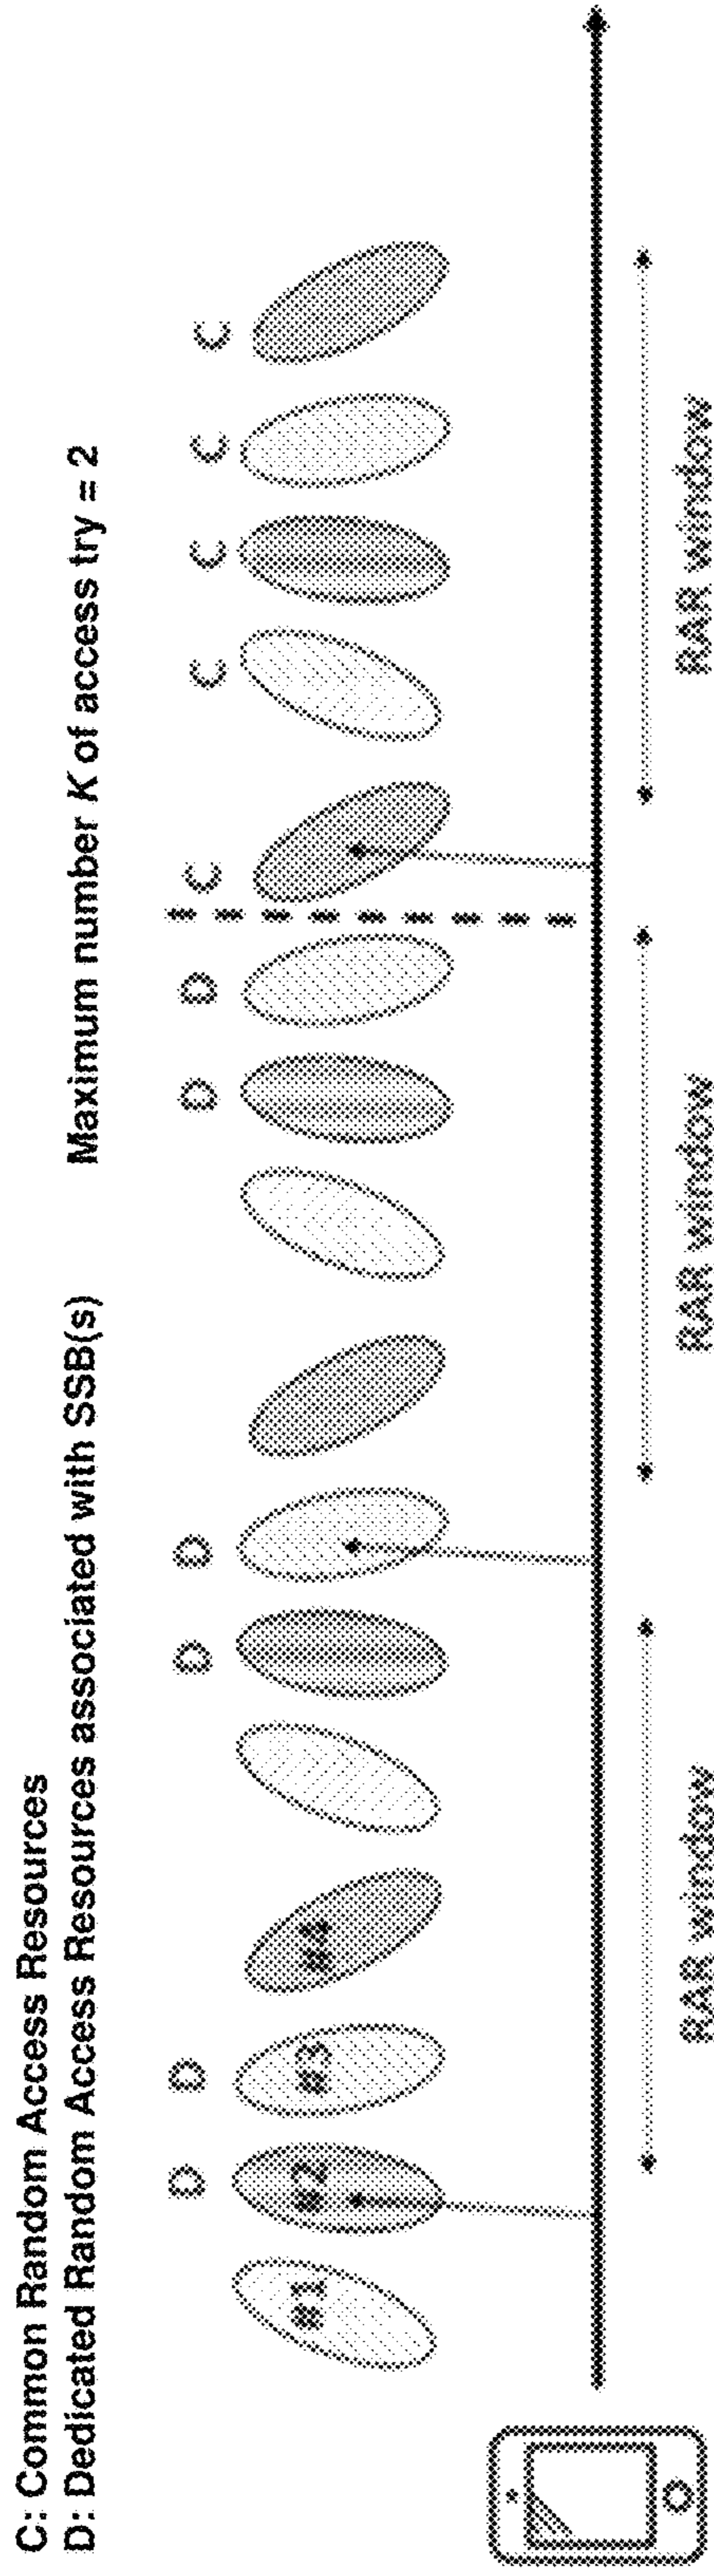 C: Common Random Access Resources
D: Dedicated Random Access Resources associated with SSB(s)
Maximum number K of access try = 2
D D D D D D C C C C C
#1 #2 #3 #4
RAR window RAR window RAR window